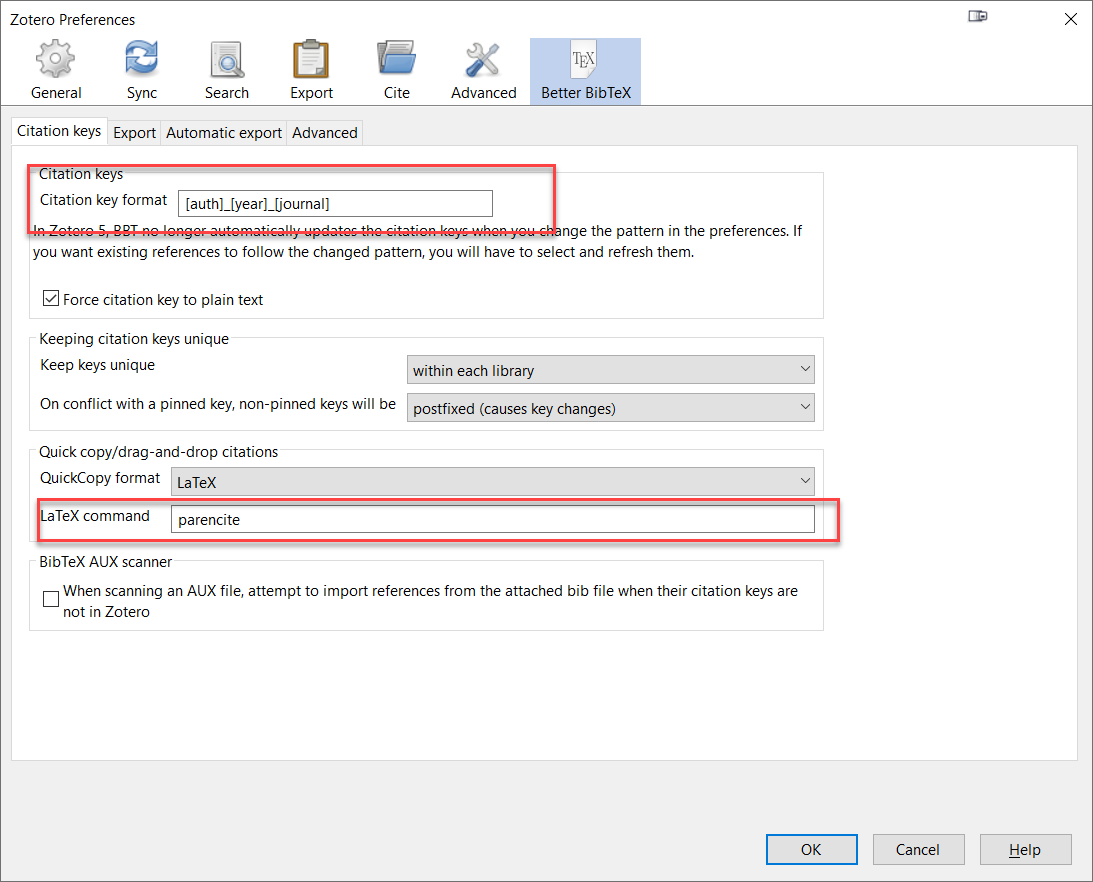 Zotero Preferences
General Sync Search Export Cite Advanced TEX Better BibTeX
Citation keys Export Automatic export Advanced
Citation keys
Citation key format [auth]_[year]_[journal]
In Zotero 5, BBT no longer automatically updates the citation keys when you change the pattern in the preferences. If
you want existing references to follow the changed pattern, you will have to select and refresh them.
Force citation key to plain text
Keeping citation keys unique
Keep keys unique within each library
On conflict with a pinned key, non-pinned keys will be postfixed (causes key changes)
Quick copy/drag-and-drop citations
QuickCopy format LaTeX
LaTeX command parencite
BibTeX AUX scanner
When scanning an AUX file, attempt to import references from the attached bib file when their citation keys are
not in Zotero
OK Cancel Help